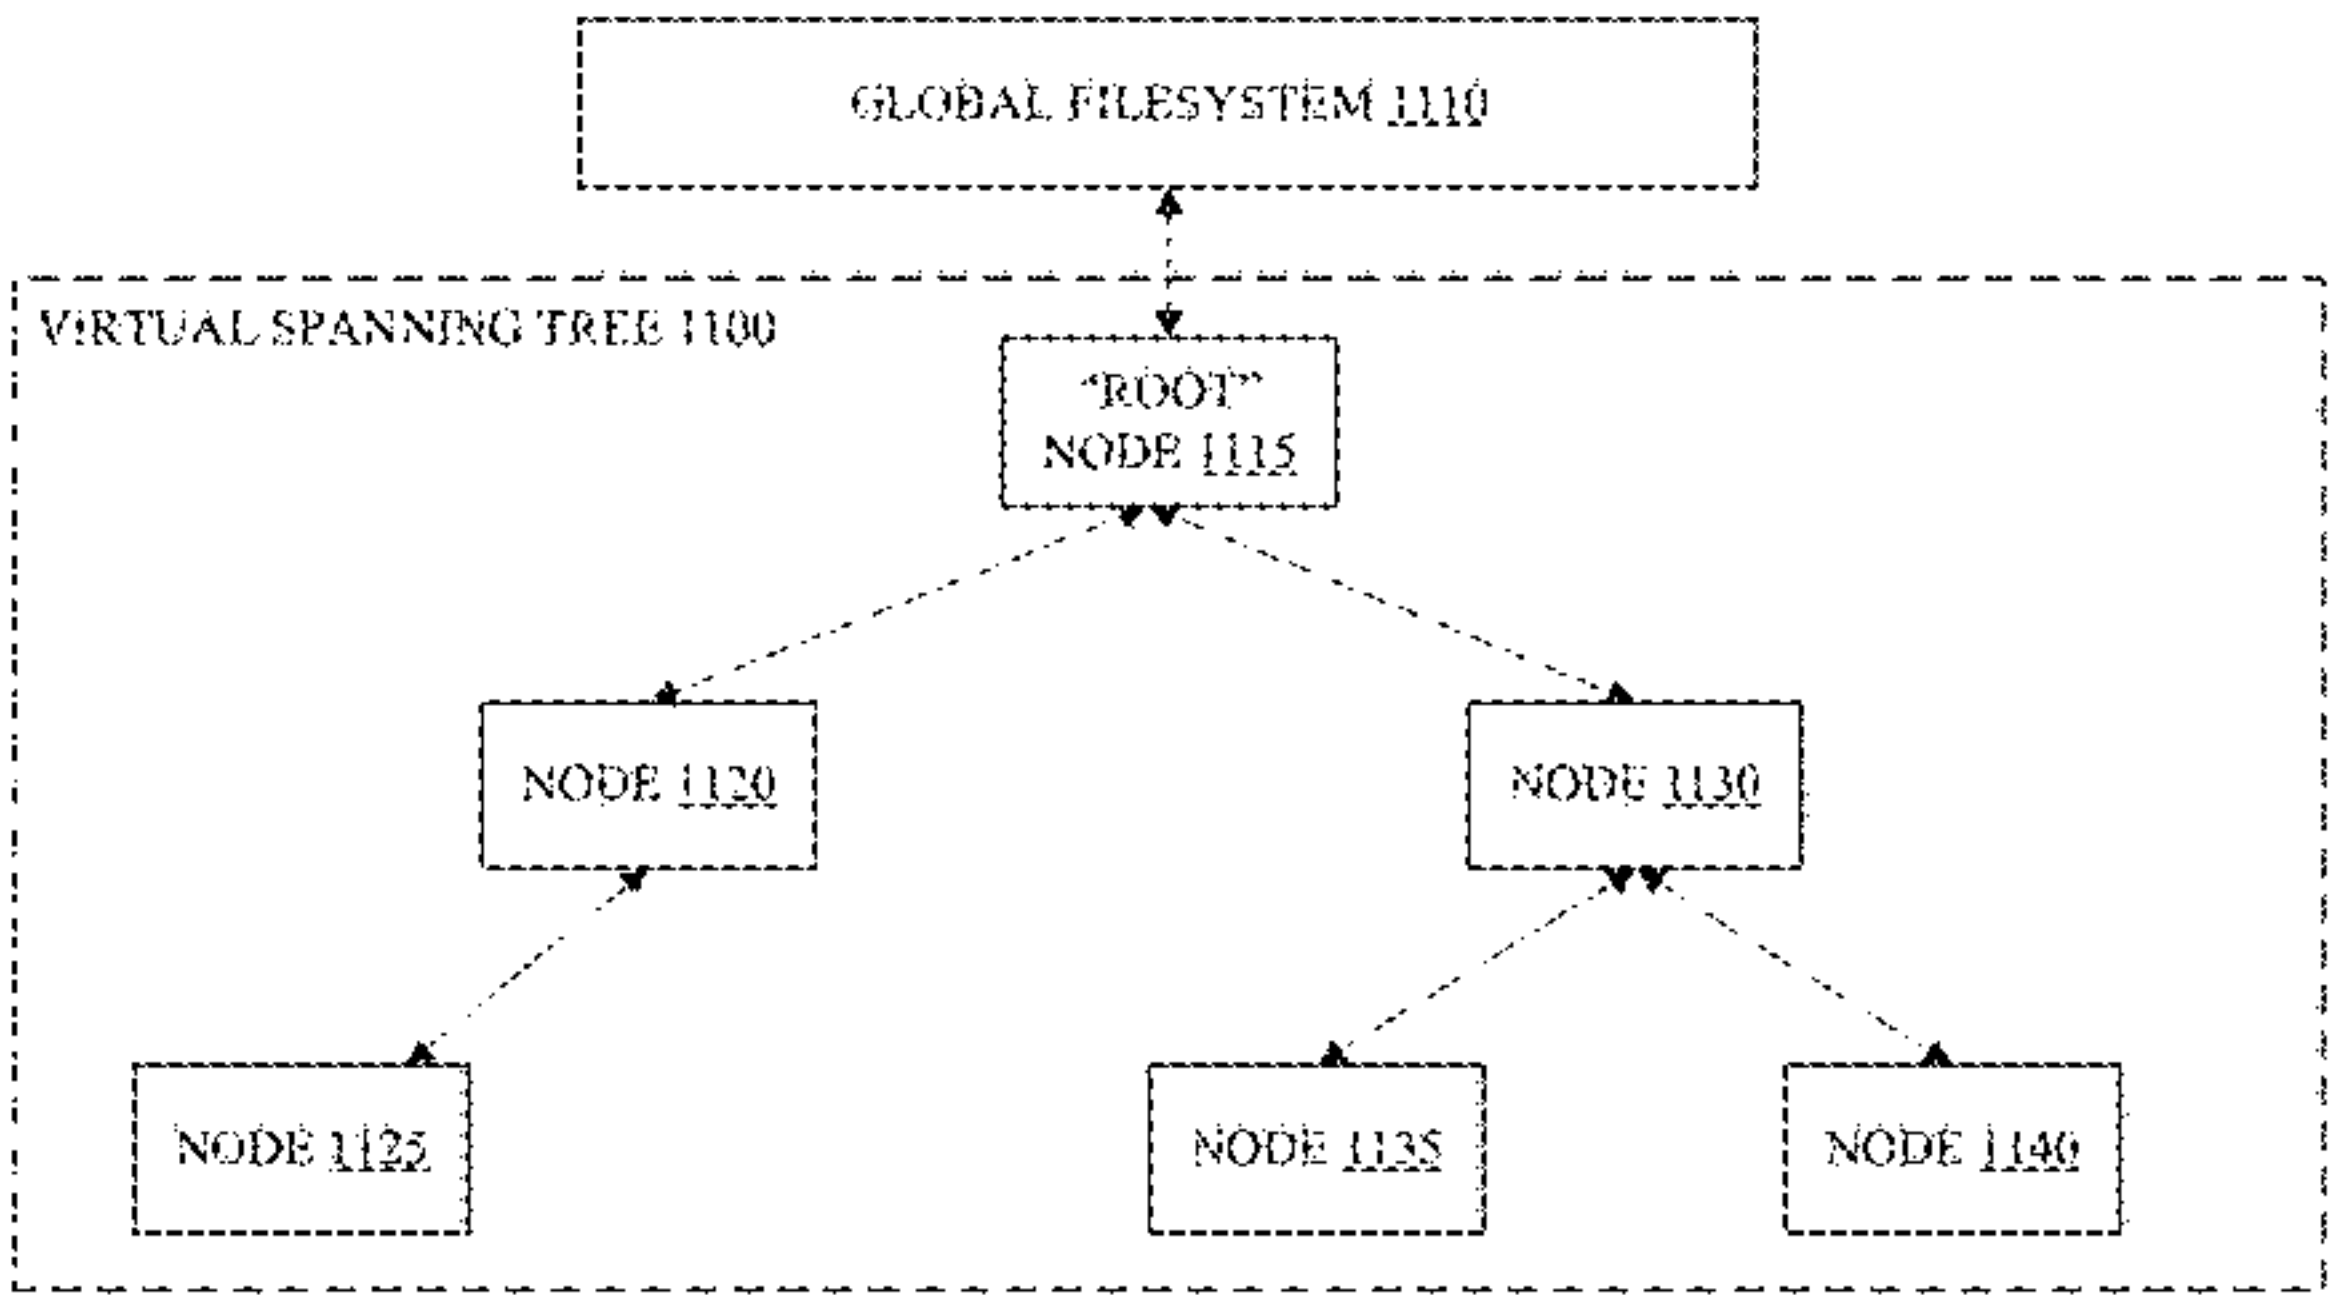 GLOBAL FILESYSTEM 1110
VIRTUAL SPANNING TREE 1100
“ROOT”
NODE 1115
NODE 1120
NODE 1130
NODE 1125
NODE 1135
NODE 1140